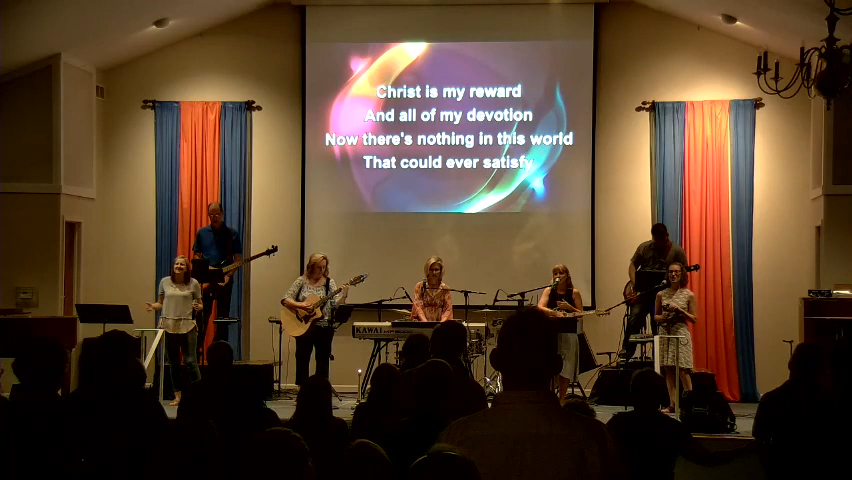 Christ is my reward
And all of my devotion
Now there's nothing in this world
That could ever satisfy
KAWAI